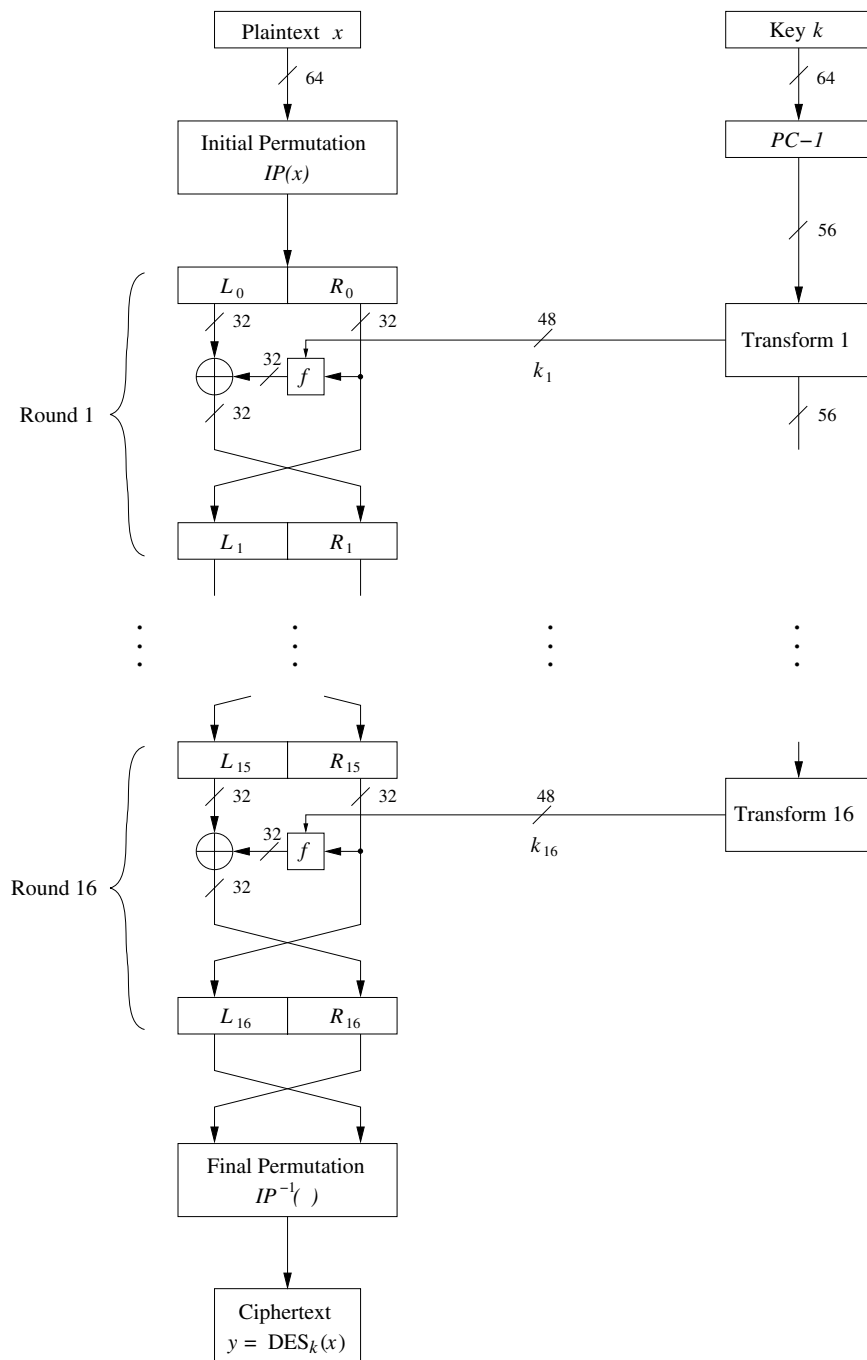 Plaintext x
Key k
64
64
Initial Permutation
IP(x)
PC−1
56
L0
R0
32
32
48
Transform 1
32
f
k1
32
56
Round 1
L1
R1
L15
R15
32
32
48
Transform 16
32
f
k16
32
Round 16
L16
R16
Final Permutation
IP−1( )
Ciphertext
y = DESk(x)